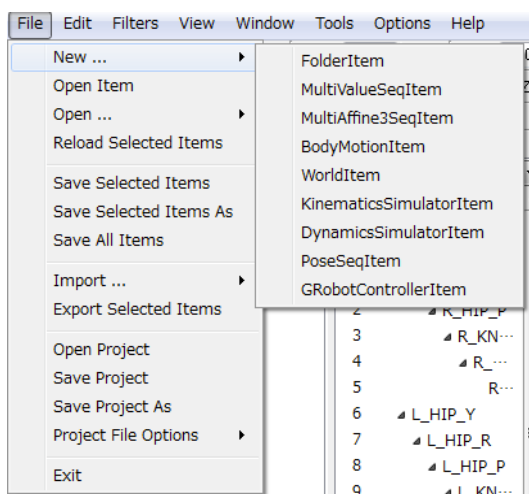 File Edit Filters View Window Tools Options Help
New ...
Open Item
Open ...
Reload Selected Items
Save Selected Items
Save Selected Items As
Save All Items
Import ...
Export Selected Items
Open Project
Save Project
Save Project As
Project File Options
Exit
FolderItem
MultiValueSeqItem
MultiAffine3SeqItem
BodyMotionItem
WorldItem
KinematicsSimulatorItem
DynamicsSimulatorItem
PoseSeqItem
GRobotControllerItem
2 R_HIP_P
3 R_KN…
4 R_…
5 R…
6 L_HIP_Y
7 L_HIP_R
8 L_HIP_P
9 L_KN…